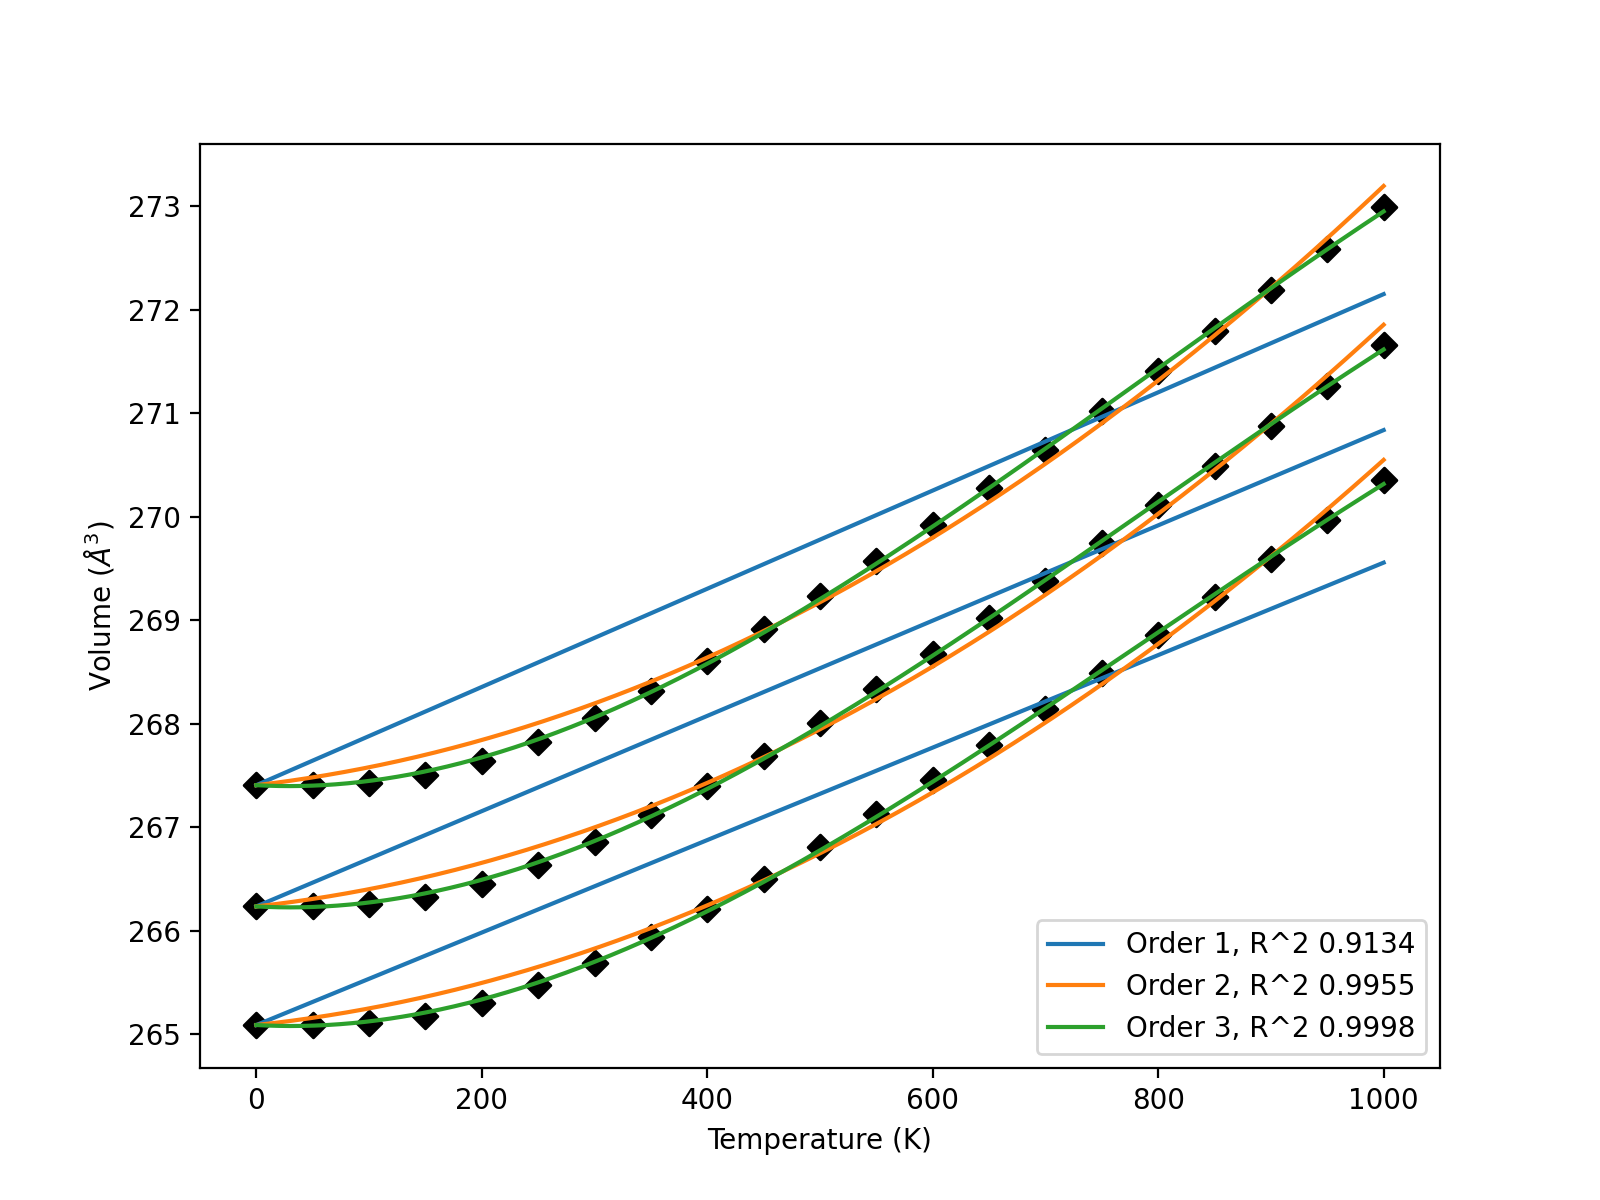 273
272
271
270
269
268
267
266
265
Volume (Å³)
0 200 400 600 800 1000
Temperature (K)
Order 1, R^2 0.9134
Order 2, R^2 0.9955
Order 3, R^2 0.9998